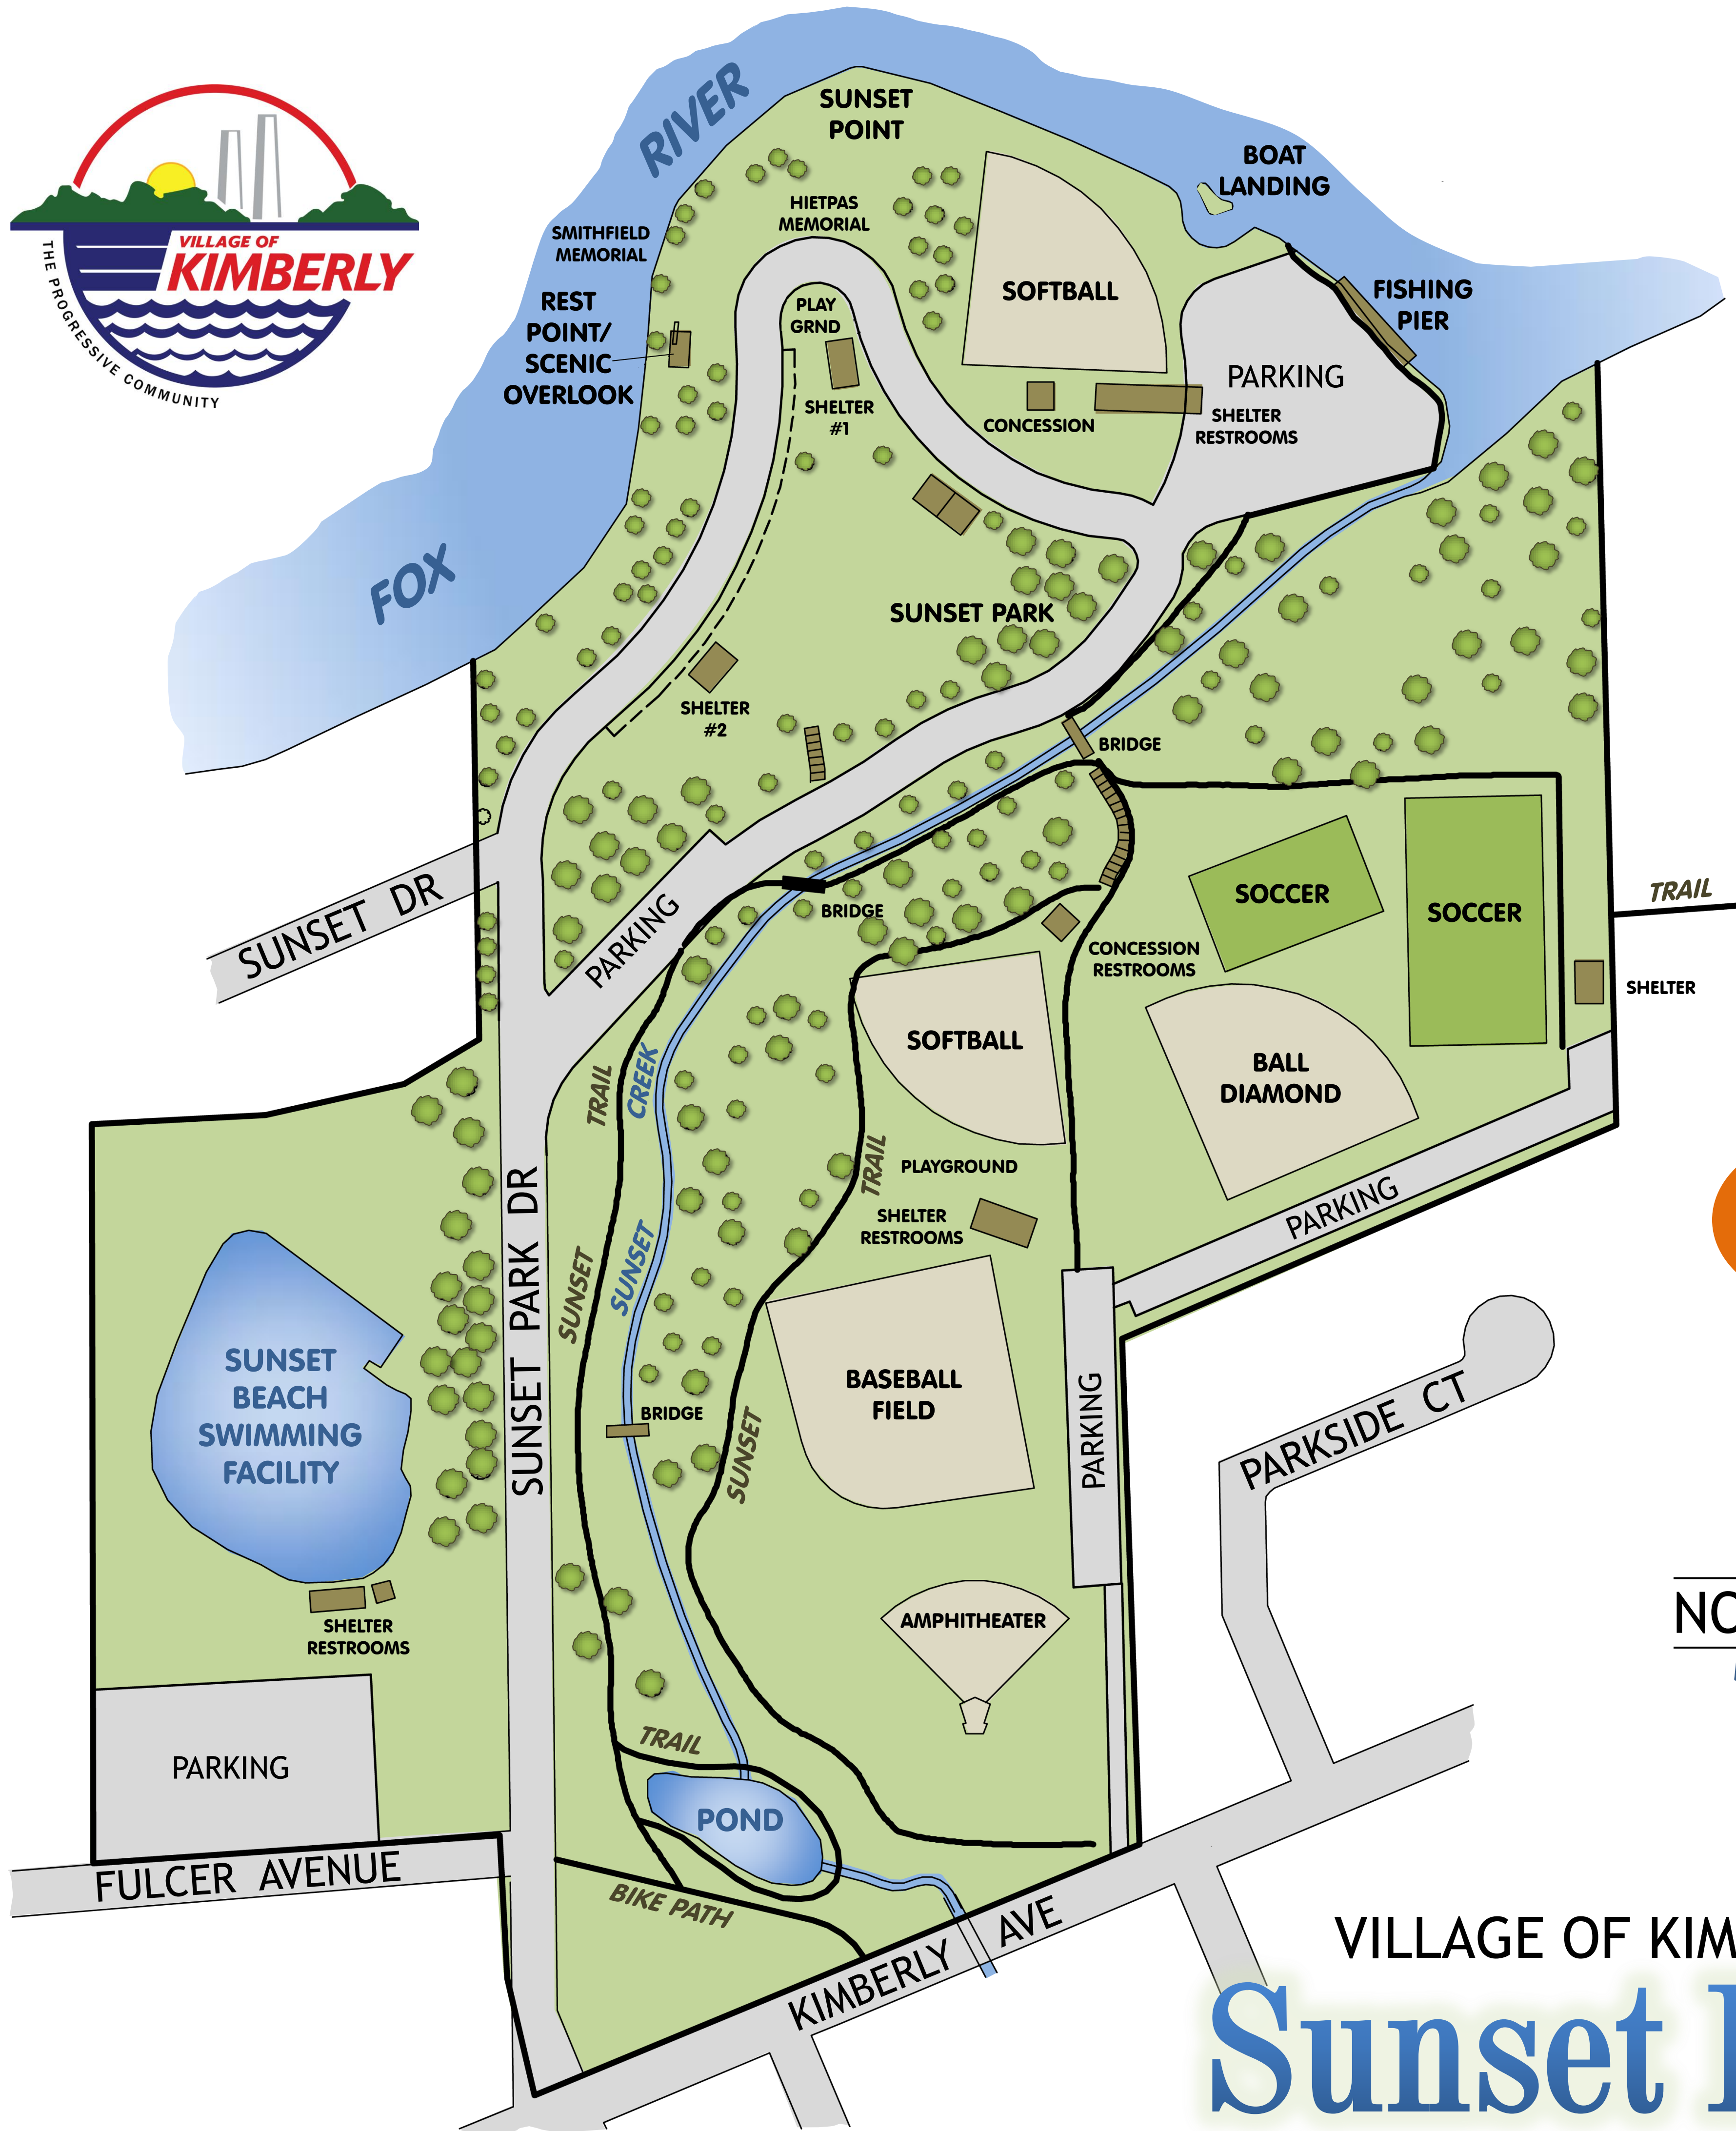 VILLAGE OF
KIMBERLY
THE PROGRESSIVE COMMUNITY
FOX RIVER
SUNSET
POINT
BOAT
LANDING
HIETPAS
MEMORIAL
SMITHFIELD
MEMORIAL
REST
POINT/
SCENIC
OVERLOOK
PLAY
GRND
SOFTBALL
FISHING
PIER
PARKING
SHELTER
#1
CONCESSION
SHELTER
RESTROOMS
SUNSET PARK
SHELTER
#2
BRIDGE
SUNSET DR
PARKING
BRIDGE
SOCCER
SOCCER
TRAIL
CONCESSION
RESTROOMS
SHELTER
SOFTBALL
BALL
DIAMOND
SUNSET TRAIL
SUNSET CREEK
SUNSET TRAIL
PLAYGROUND
SHELTER
RESTROOMS
PARKING
SUNSET PARK DR
SUNSET
BEACH
SWIMMING
FACILITY
BASEBALL
FIELD
BRIDGE
PARKING
PARKSIDE CT
AMPHITHEATER
SHELTER
RESTROOMS
TRAIL
PARKING
POND
FULCER AVENUE
BIKE PATH
KIMBERLY AVE
VILLAGE OF KIM
Sunset